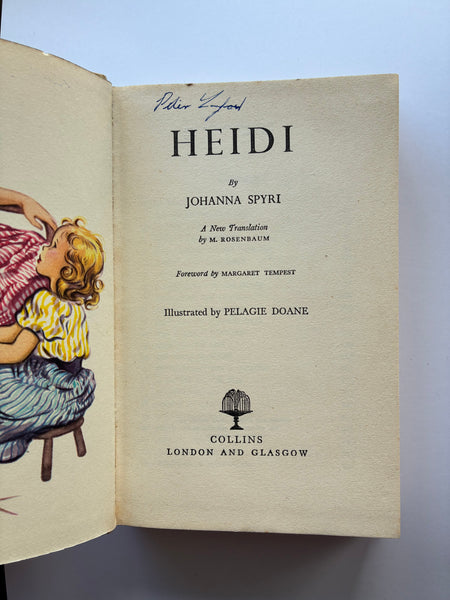 Peter
HEIDI
By
JOHANNA SPYRI
A New Translation
by M. ROSENBAUM
Foreword by MARGARET TEMPEST
Illustrated by PELAGIE DOANE
COLLINS
LONDON AND GLASGOW